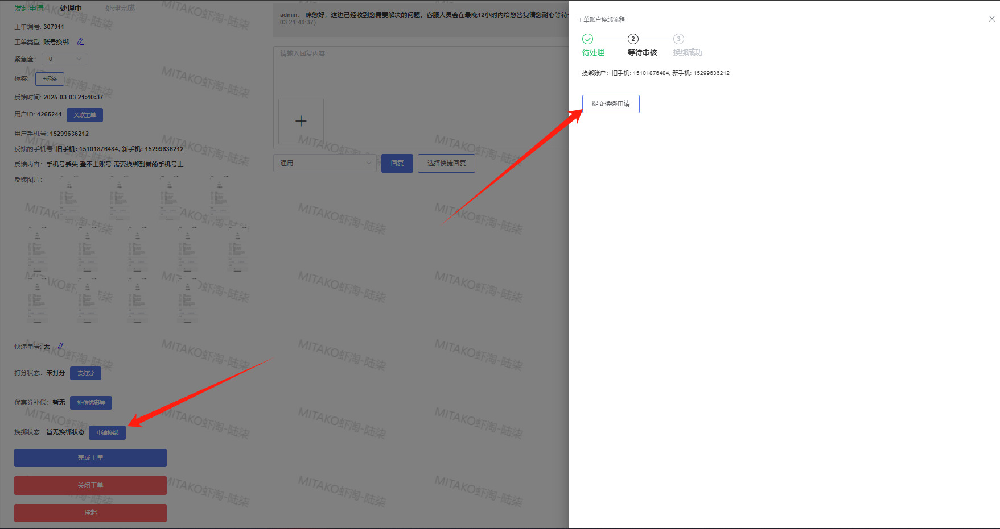 发起申请 处理中 处理完成
工单编号: 307911
工单类型: 账号换绑
紧急度: 0
标签: +标签
反馈时间: 2025-03-03 21:40:37
用户ID: 4265244 关联工单
用户手机号: 15299636212
反馈的手机号: 旧手机: 15101876484, 新手机: 15299636212
反馈内容: 手机号丢失 登不上账号 需要换绑到新的手机号上
反馈图片:
快递单号: 无
打分状态: 未打分 去打分
优惠券补偿: 暂无 补偿优惠券
换绑状态: 暂无换绑状态 申请换绑
完成工单
关闭工单
挂起
admin: 咪您好，这边已经收到您需要解决的问题，客服人员会在最晚12小时内给您答复请您耐心等待
03 21:40:37)
请输入回复内容
通用 回复 选择快捷回复
工单账户换绑流程
2 3
待处理 等待审核 换绑成功
换绑账户: 旧手机: 15101876484, 新手机: 15299636212
提交换绑申请
MITAKO虾淘-陆柒